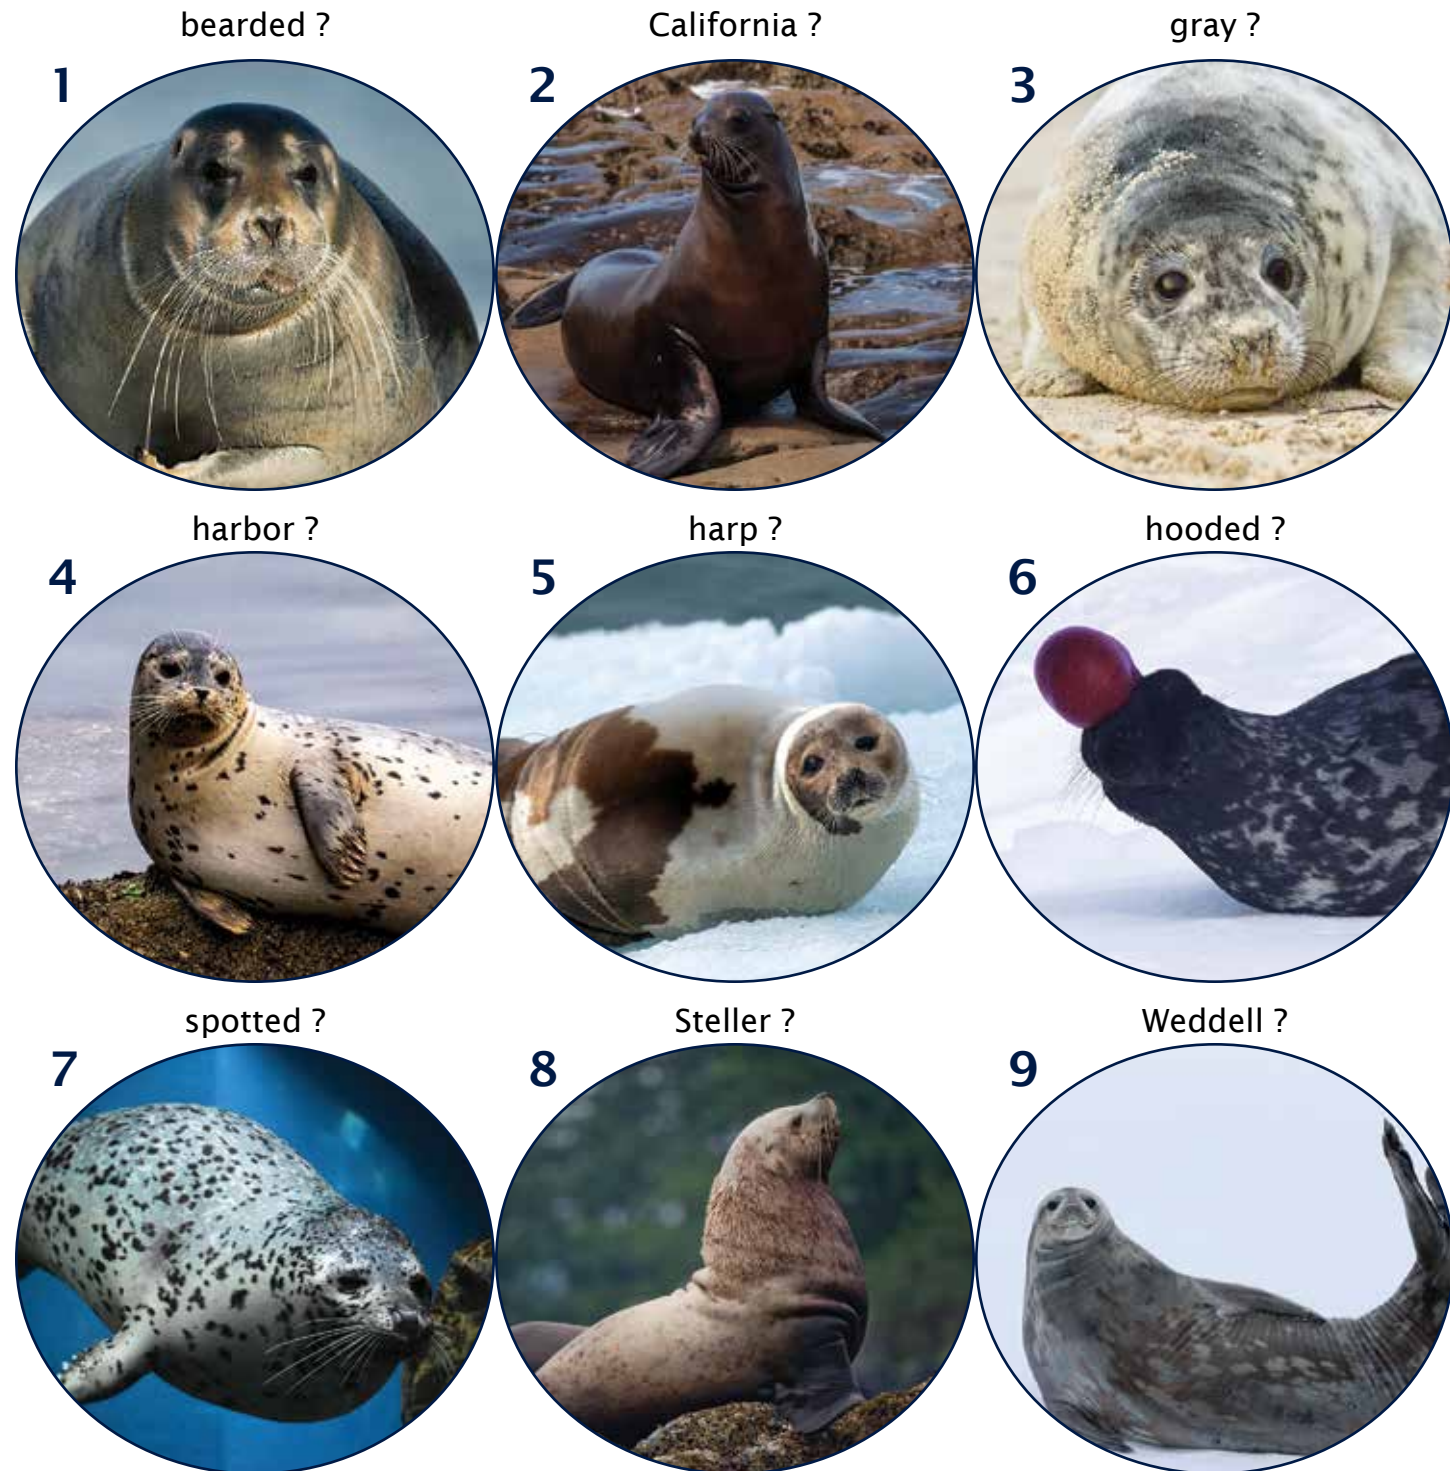 bearded ?
California ?
gray ?
1
2
3
harbor ?
harp ?
hooded ?
4
5
6
spotted ?
Steller ?
Weddell ?
7
8
9